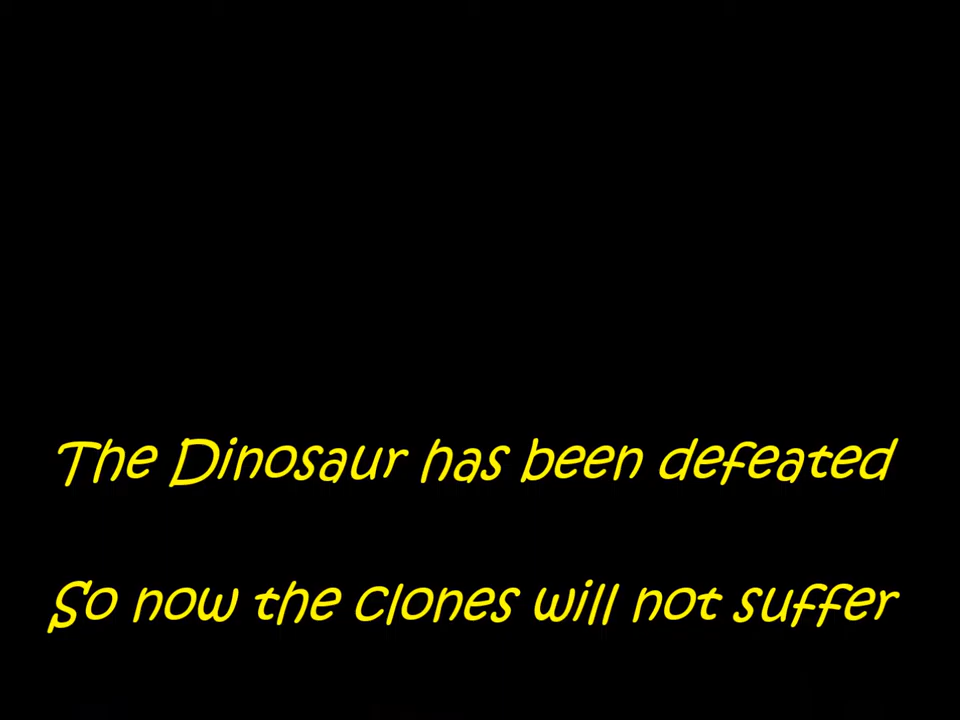 The Dinosaur has been defeated
So now the clones will not suffer